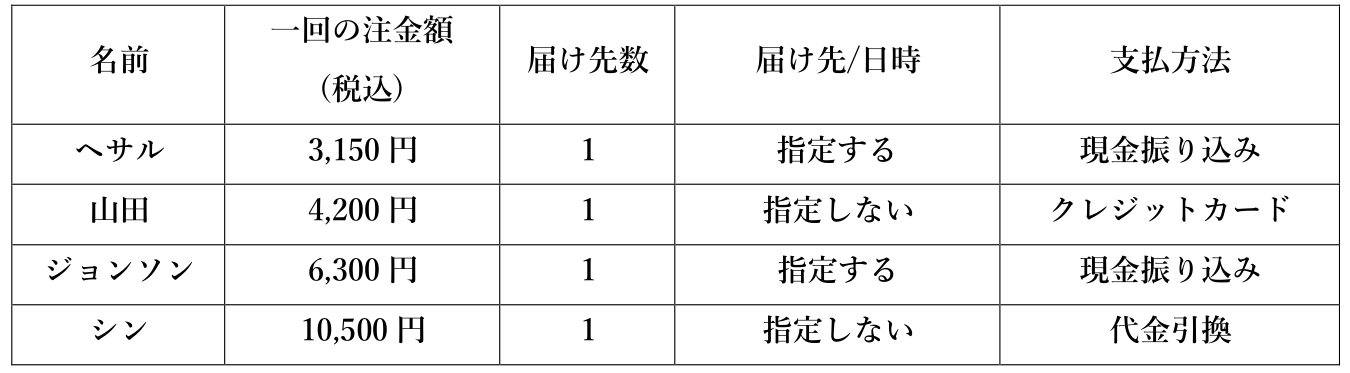 名前 一回の注金額 届け先数 届け先/日時 支払方法
（税込）
ヘサル 3,150 円 1 指定する 現金振り込み
山田 4,200 円 1 指定しない クレジットカード
ジョンソン 6,300 円 1 指定する 現金振り込み
シン 10,500 円 1 指定しない 代金引換